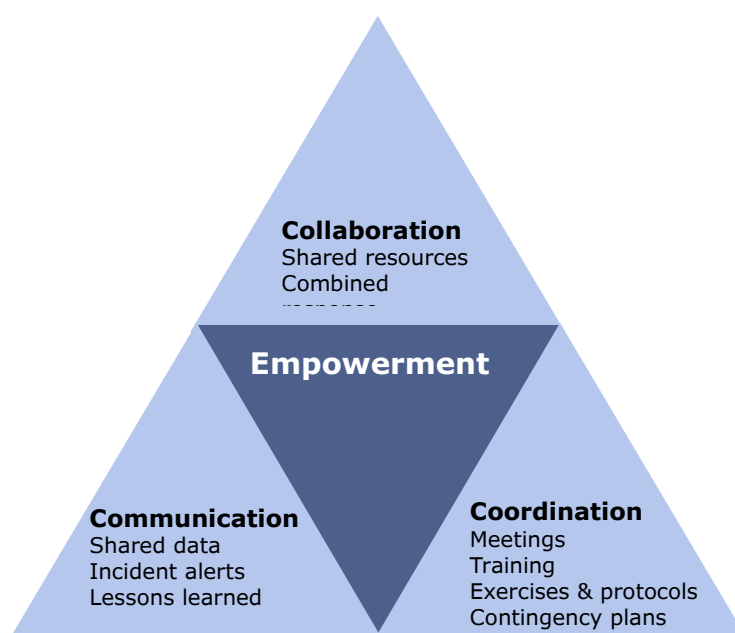 Collaboration
Shared resources
Combined
Empowerment
Communication
Shared data
Incident alerts
Lessons learned
Coordination
Meetings
Training
Exercises & protocols
Contingency plans